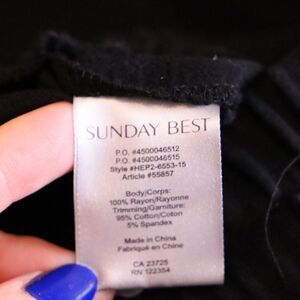 SUNDAY BEST
P.O. #4500046512
P.O. #4500046515
Style #HEP2-6553-15
Article #55857
Body/Corps:
100% Rayon/Rayonne
Trimming/Garniture:
95% Cotton/Coton
5% Spandex
Made in China
Fabriqué en Chine
CA 23725
RN 122354